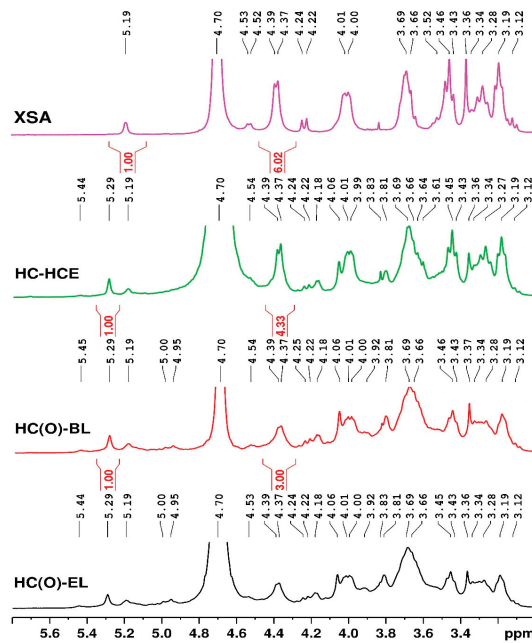 5.19 4.70 4.53 4.52 4.39 4.37 4.24 4.22 4.01 4.00 3.69 3.66 3.52 3.46 3.43 3.36 3.34 3.28 3.19 3.12
XSA
1.00 6.02
5.44 5.29 5.19 4.70 4.54 4.39 4.37 4.24 4.22 4.18 4.06 4.01 3.99 3.83 3.81 3.69 3.66 3.64 3.61 3.45 3.43 3.36 3.34 3.27 3.19 3.12
HC-HCE
1.00 4.33
5.45 5.29 5.19 5.00 4.95 4.70 4.54 4.39 4.37 4.25 4.22 4.18 4.06 4.01 4.00 3.92 3.81 3.69 3.66 3.46 3.43 3.37 3.34 3.28 3.19 3.12
HC(O)-BL
1.00 3.00
5.44 5.29 5.19 5.00 4.95 4.70 4.53 4.39 4.37 4.24 4.22 4.18 4.06 4.01 4.00 3.92 3.83 3.81 3.69 3.66 3.45 3.43 3.36 3.34 3.28 3.19 3.12
HC(O)-EL
5.6 5.4 5.2 5.0 4.8 4.6 4.4 4.2 4.0 3.8 3.6 3.4 ppm